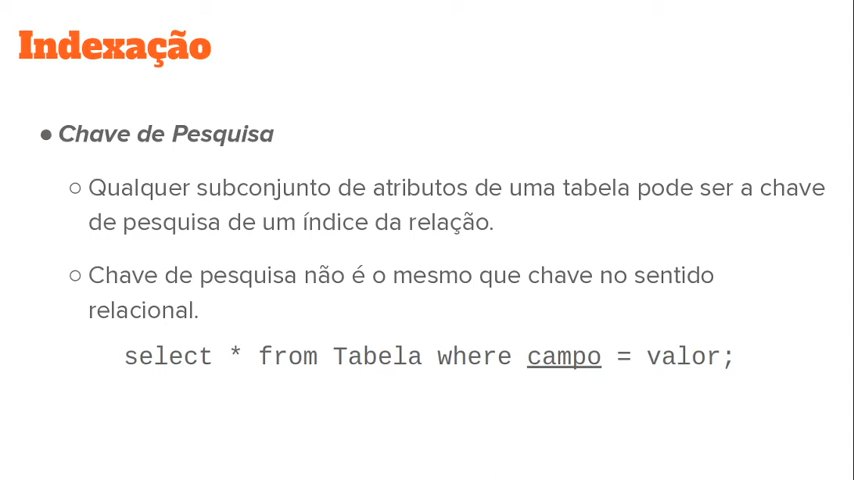 Indexação
● Chave de Pesquisa
○ Qualquer subconjunto de atributos de uma tabela pode ser a chave
de pesquisa de um índice da relação.
○ Chave de pesquisa não é o mesmo que chave no sentido
relacional.
select * from Tabela where campo = valor;